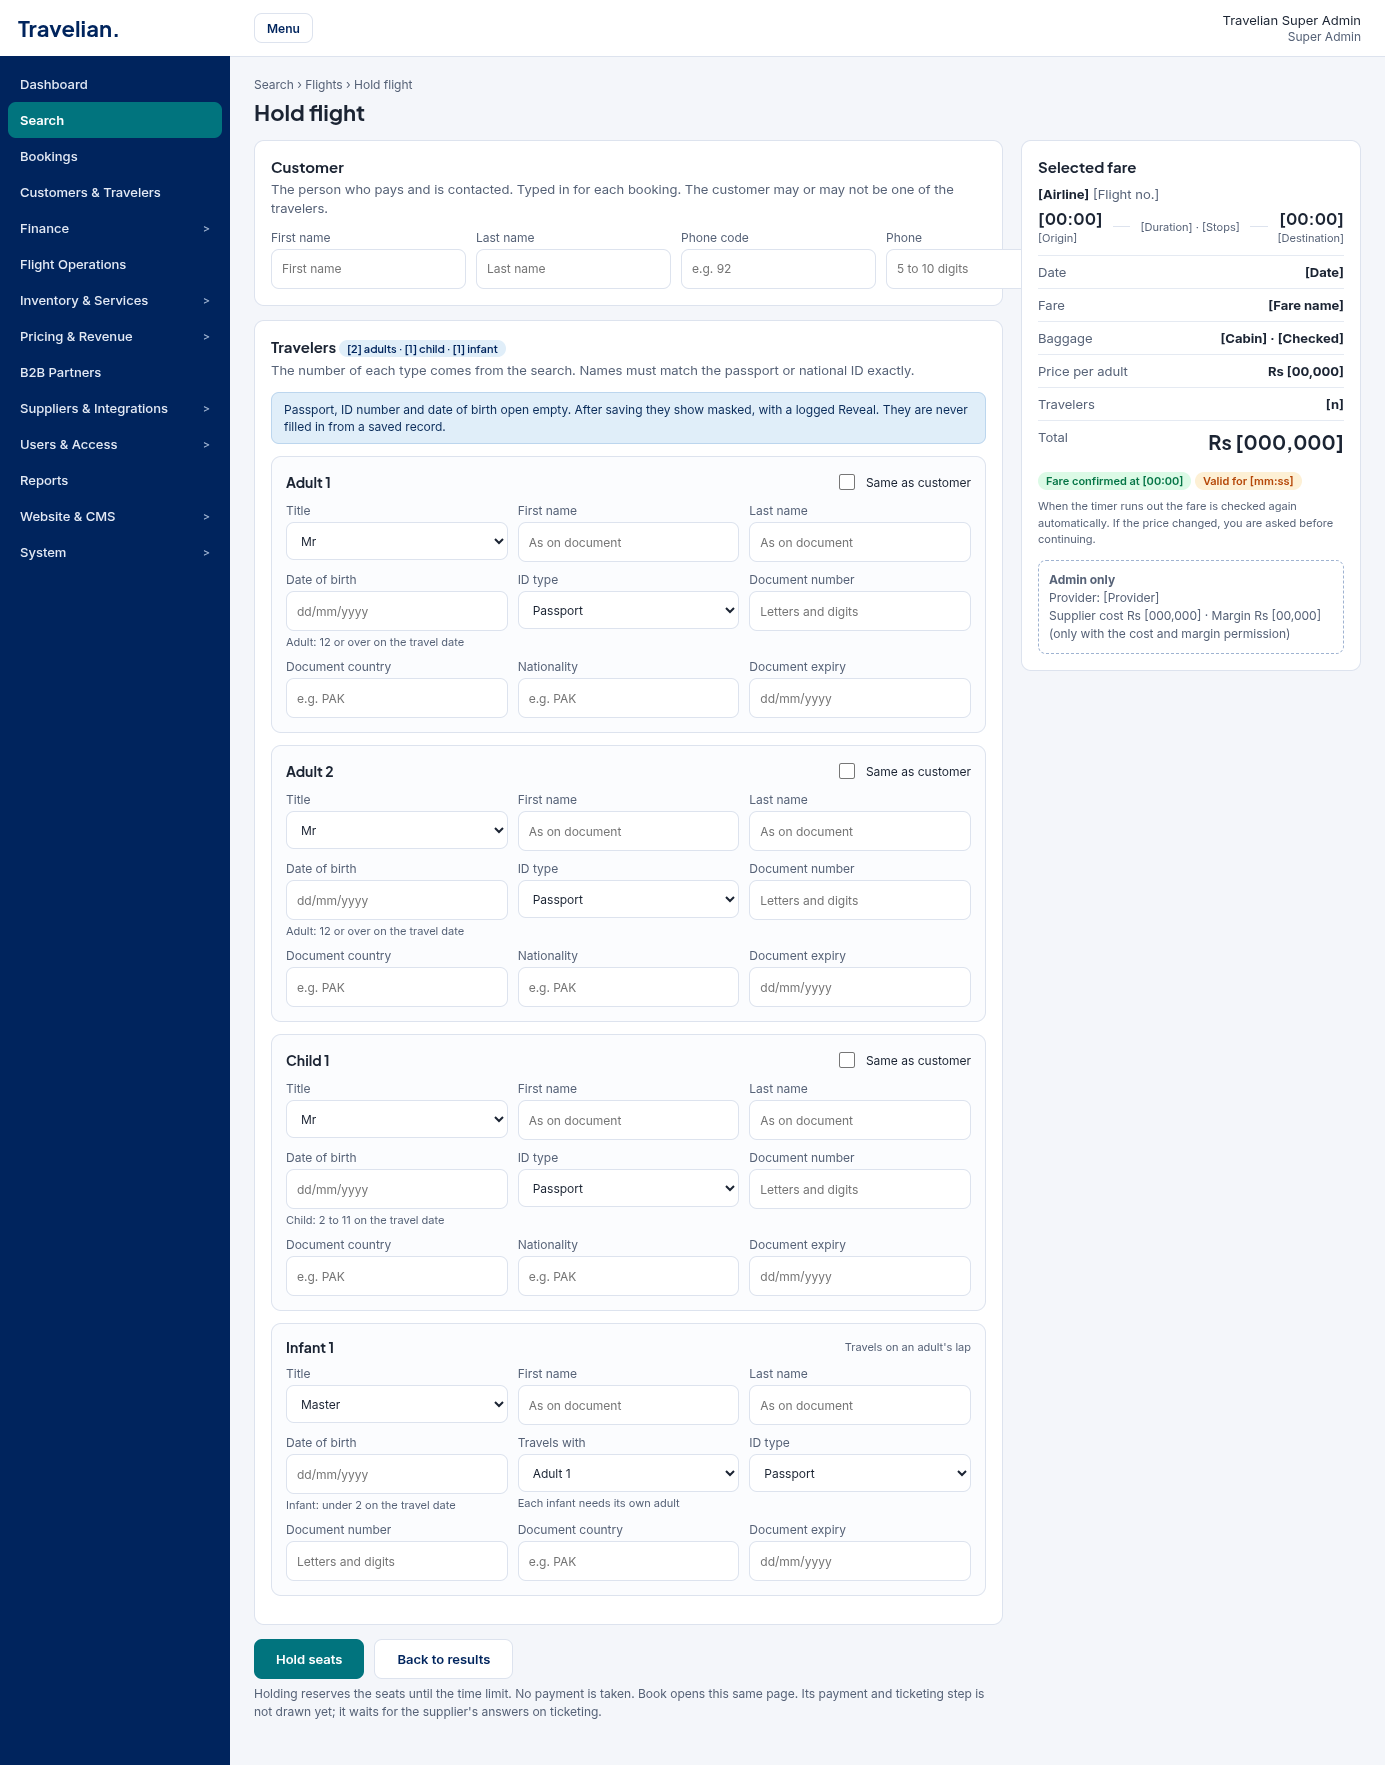 Travelian.
Menu
Travelian Super Admin
Super Admin
Dashboard
Search
Bookings
Customers & Travelers
Finance >
Flight Operations
Inventory & Services >
Pricing & Revenue >
B2B Partners
Suppliers & Integrations >
Users & Access >
Reports
Website & CMS >
System >
Search › Flights › Hold flight
Hold flight
Customer
The person who pays and is contacted. Typed in for each booking. The customer may or may not be one of the
travelers.
First name Last name Phone code Phone
First name Last name e.g. 92 5 to 10 digits
Travelers [2] adults · [1] child · [1] infant
The number of each type comes from the search. Names must match the passport or national ID exactly.
Passport, ID number and date of birth open empty. After saving they show masked, with a logged Reveal. They are never
filled in from a saved record.
Adult 1 Same as customer
Title First name Last name
Mr As on document As on document
Date of birth ID type Document number
dd/mm/yyyy Passport Letters and digits
Adult: 12 or over on the travel date
Document country Nationality Document expiry
e.g. PAK e.g. PAK dd/mm/yyyy
Adult 2 Same as customer
Title First name Last name
Mr As on document As on document
Date of birth ID type Document number
dd/mm/yyyy Passport Letters and digits
Adult: 12 or over on the travel date
Document country Nationality Document expiry
e.g. PAK e.g. PAK dd/mm/yyyy
Child 1 Same as customer
Title First name Last name
Mr As on document As on document
Date of birth ID type Document number
dd/mm/yyyy Passport Letters and digits
Child: 2 to 11 on the travel date
Document country Nationality Document expiry
e.g. PAK e.g. PAK dd/mm/yyyy
Infant 1 Travels on an adult's lap
Title First name Last name
Master As on document As on document
Date of birth Travels with ID type
dd/mm/yyyy Adult 1 Passport
Infant: under 2 on the travel date Each infant needs its own adult
Document number Document country Document expiry
Letters and digits e.g. PAK dd/mm/yyyy
Hold seats Back to results
Holding reserves the seats until the time limit. No payment is taken. Book opens this same page. Its payment and ticketing step is
not drawn yet; it waits for the supplier's answers on ticketing.
Selected fare
[Airline] [Flight no.]
[00:00] [Duration] · [Stops] [00:00]
[Origin] [Destination]
Date [Date]
Fare [Fare name]
Baggage [Cabin] · [Checked]
Price per adult Rs [00,000]
Travelers [n]
Total Rs [000,000]
Fare confirmed at [00:00] Valid for [mm:ss]
When the timer runs out the fare is checked again
automatically. If the price changed, you are asked before
continuing.
Admin only
Provider: [Provider]
Supplier cost Rs [000,000] · Margin Rs [00,000]
(only with the cost and margin permission)